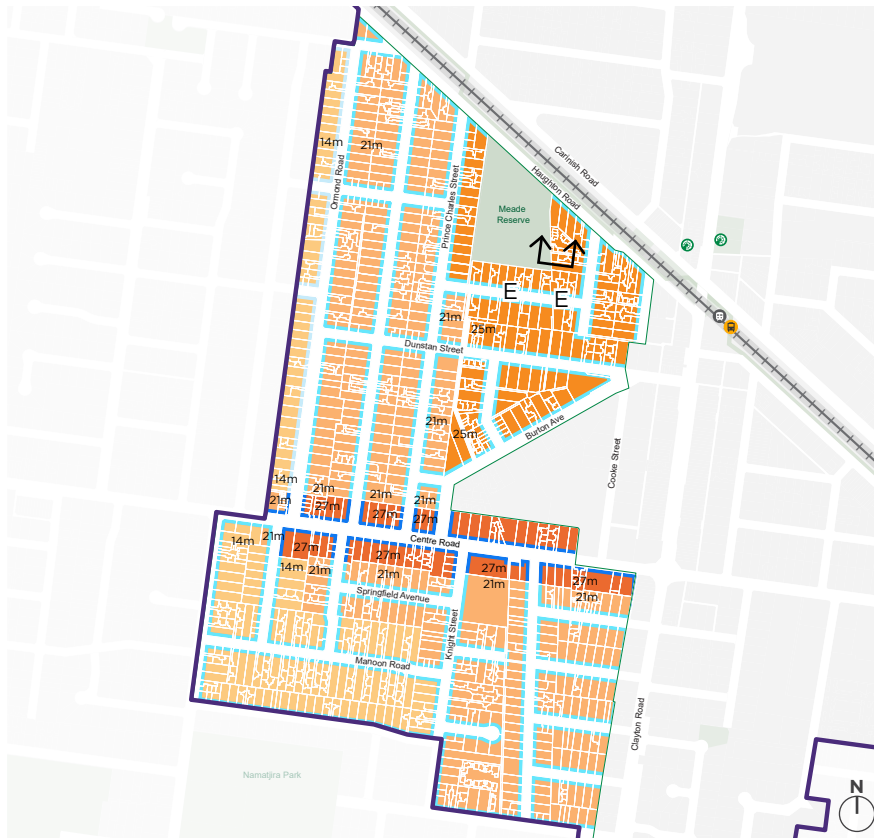 Carinish Road
Haughton Road
14m
21m
Ormond Road
Prince Charles Street
Meade
Reserve
E
E
21m
25m
Dunstan Street
21m
25m
Burton Ave
Cooke Street
14m
21m
21m
21m
21m
27m
27m
27m
Centre Road
14m
21m
27m
27m
27m
27m
14m
21m
21m
21m
21m
Springfield Avenue
Knight Street
Manoon Road
Clayton Road
Namatjira Park
N